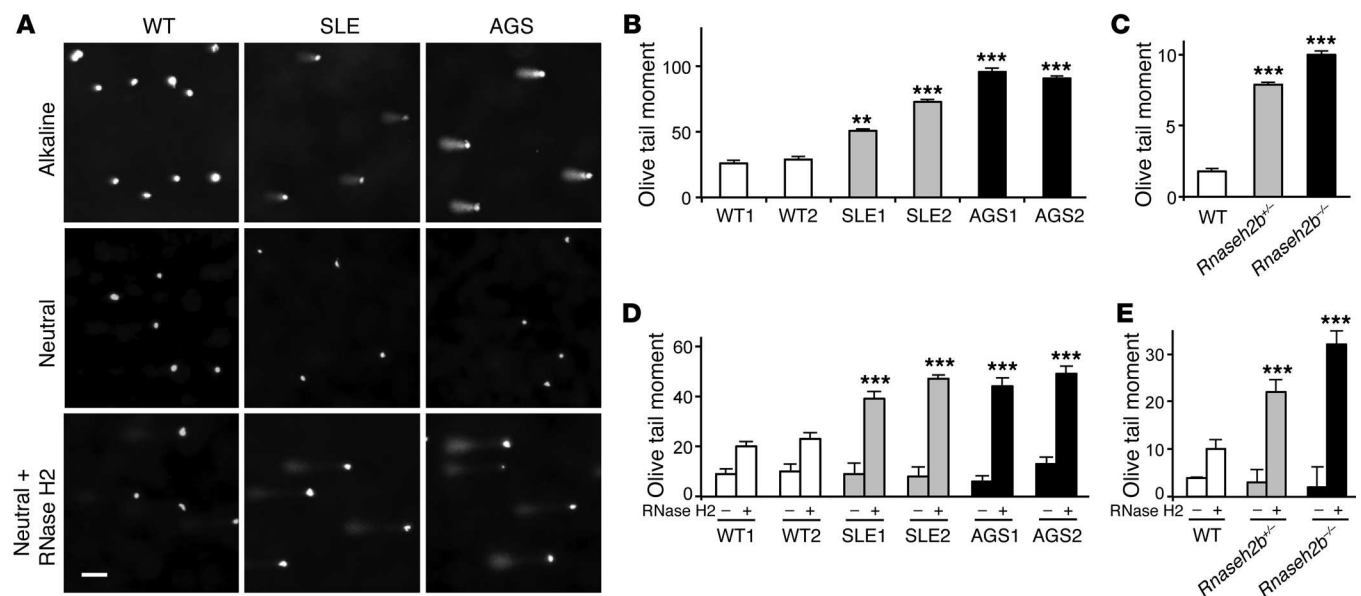 A
WT
SLE
AGS
Alkaline
Neutral
Neutral +
RNase H2
B
Olive tail moment
100
50
0
**
***
***
***
WT1
WT2
SLE1
SLE2
AGS1
AGS2
C
Olive tail moment
10
5
0
***
***
WT
Rnaseh2b+/–
Rnaseh2b–/–
D
Olive tail moment
60
40
20
0
***
***
***
***
RNase H2 – + – + – + – + – + – +
WT1
WT2
SLE1
SLE2
AGS1
AGS2
E
Olive tail moment
30
20
10
0
***
***
RNase H2 – + – + – +
WT
Rnaseh2b+/–
Rnaseh2b–/–